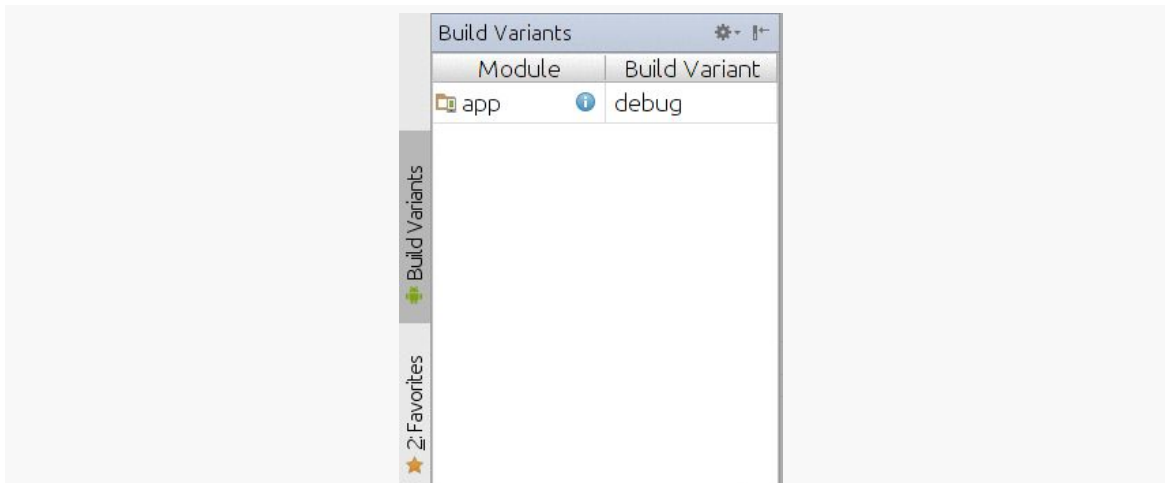 Build Variants
Module Build Variant
app debug
Build Variants
2: Favorites